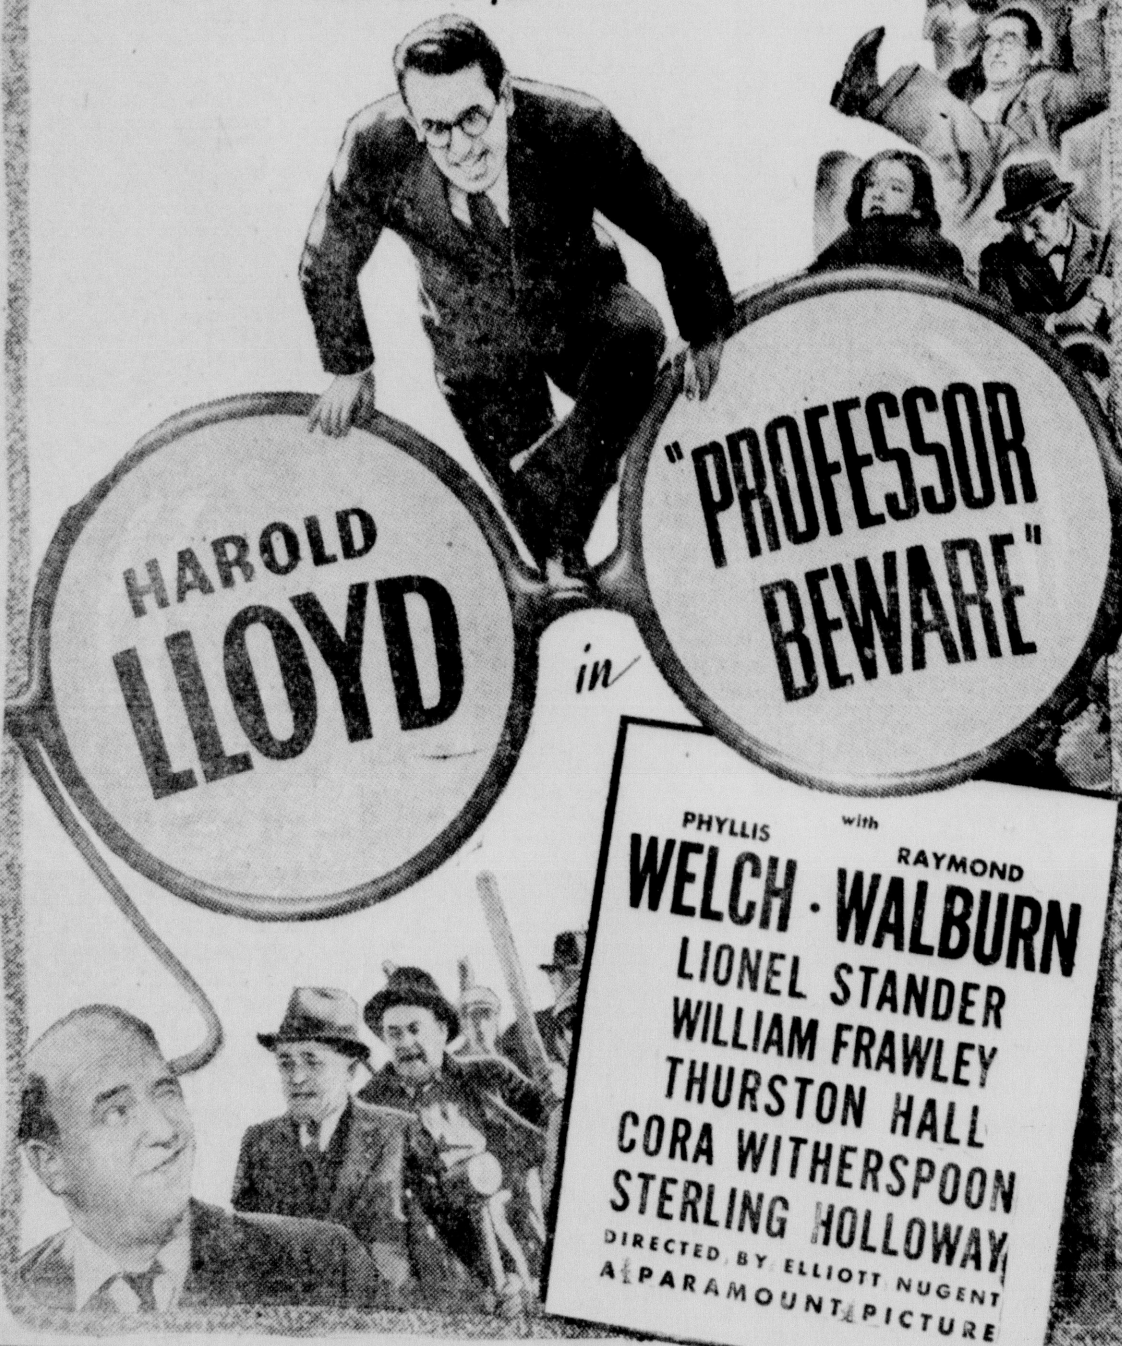 HAROLD
LLOYD
in
"PROFESSOR
BEWARE"
with
PHYLLIS
WELCH · RAYMOND
WALBURN
LIONEL STANDER
WILLIAM FRAWLEY
THURSTON HALL
CORA WITHERSPOON
STERLING HOLLOWAY
DIRECTED BY ELLIOTT NUGENT
A PARAMOUNT PICTURE